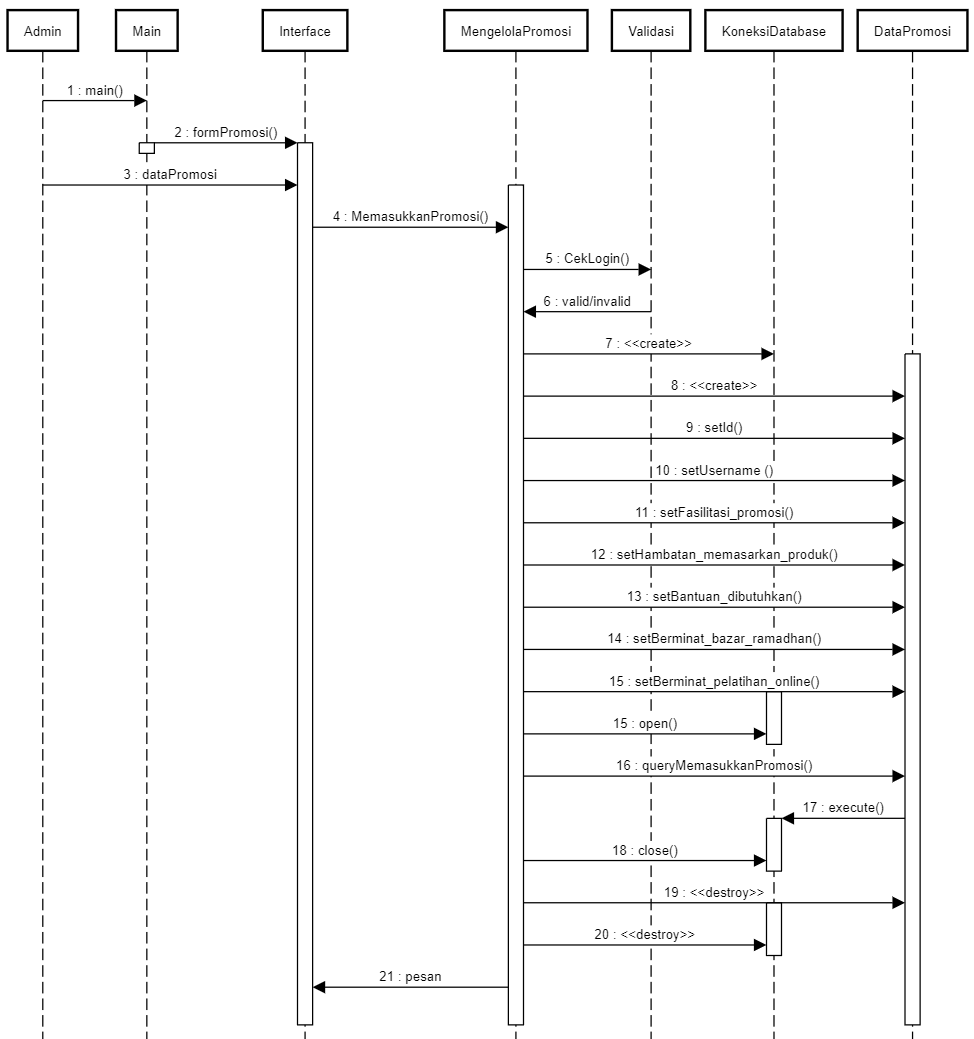 Admin
Main
Interface
MengelolaPromosi
Validasi
KoneksiDatabase
DataPromosi
1 : main()
2 : formPromosi()
3 : dataPromosi
4 : MemasukkanPromosi()
5 : CekLogin()
6 : valid/invalid
7 : <<create>>
8 : <<create>>
9 : setId()
10 : setUsername ()
11 : setFasilitasi_promosi()
12 : setHambatan_memasarkan_produk()
13 : setBantuan_dibutuhkan()
14 : setBerminat_bazar_ramadhan()
15 : setBerminat_pelatihan_online()
15 : open()
16 : queryMemasukkanPromosi()
17 : execute()
18 : close()
19 : <<destroy>>
20 : <<destroy>>
21 : pesan